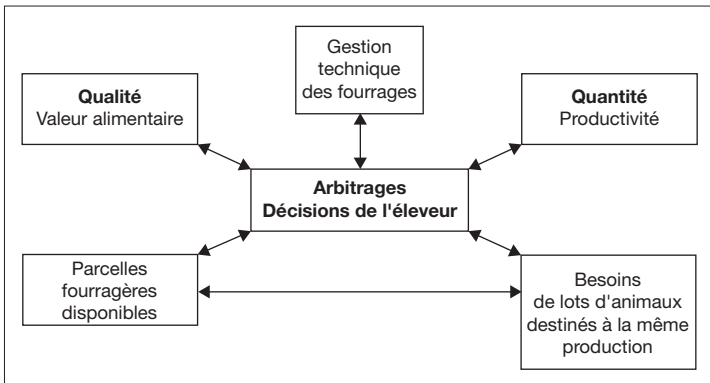 Gestion
technique
des fourrages
Qualité
Valeur alimentaire
Quantité
Productivité
Arbitrages
Décisions de l'éleveur
Parcelles
fourragères
disponibles
Besoins
de lots d'animaux
destinés à la même
production